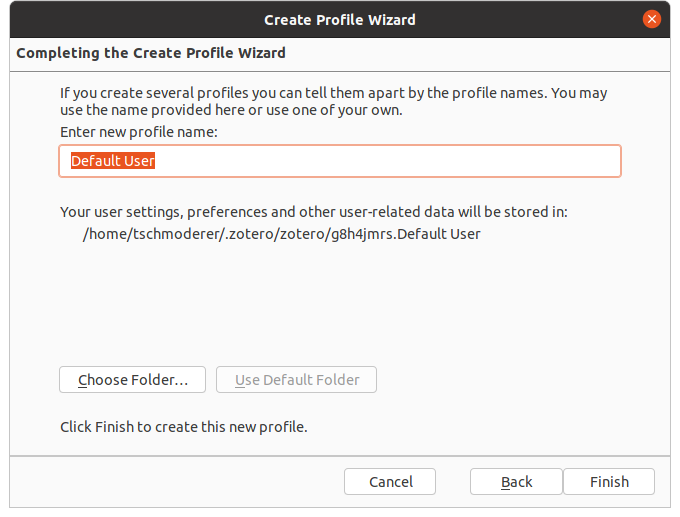 Create Profile Wizard
Completing the Create Profile Wizard
If you create several profiles you can tell them apart by the profile names. You may
use the name provided here or use one of your own.
Enter new profile name:
Default User
Your user settings, preferences and other user-related data will be stored in:
/home/tschmoderer/.zotero/zotero/g8h4jmrs.Default User
Choose Folder... Use Default Folder
Click Finish to create this new profile.
Cancel Back Finish